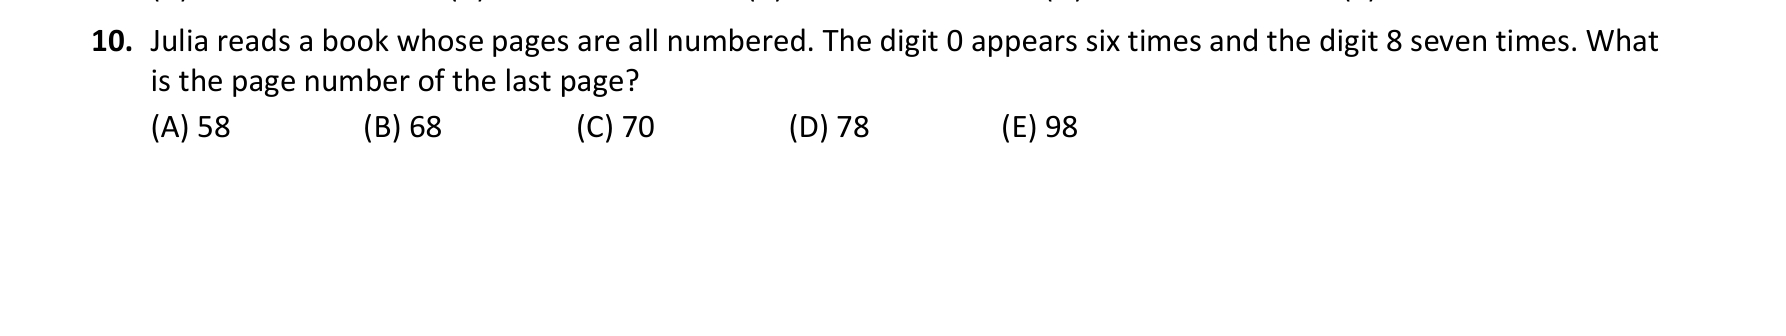 10. Julia reads a book whose pages are all numbered. The digit 0 appears six times and the digit 8 seven times. What
is the page number of the last page?
(A) 58 (B) 68 (C) 70 (D) 78 (E) 98